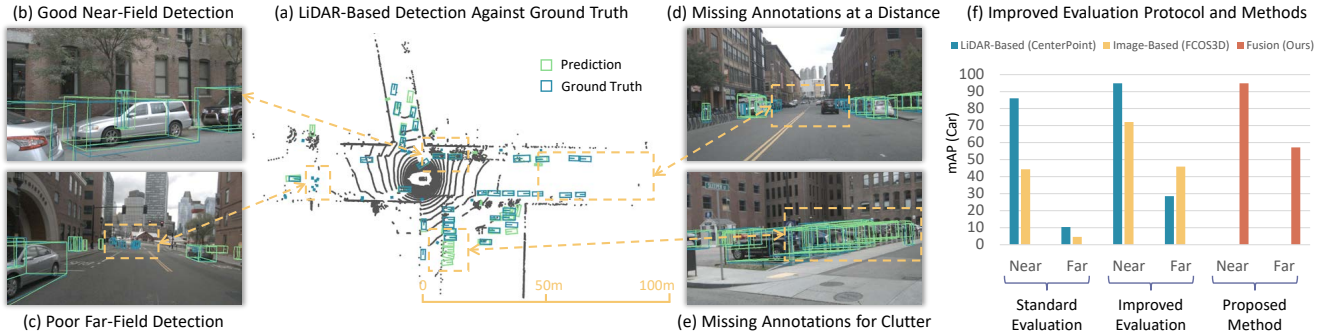 (b) Good Near-Field Detection
(a) LiDAR-Based Detection Against Ground Truth
(d) Missing Annotations at a Distance
(f) Improved Evaluation Protocol and Methods
Prediction
Ground Truth
0
50m
100m
(c) Poor Far-Field Detection
(e) Missing Annotations for Clutter
LiDAR-Based (CenterPoint)
Image-Based (FCOS3D)
Fusion (Ours)
mAP (Car)
100
90
80
70
60
50
40
30
20
10
0
Near
Far
Near
Far
Near
Far
Standard
Evaluation
Improved
Evaluation
Proposed
Method